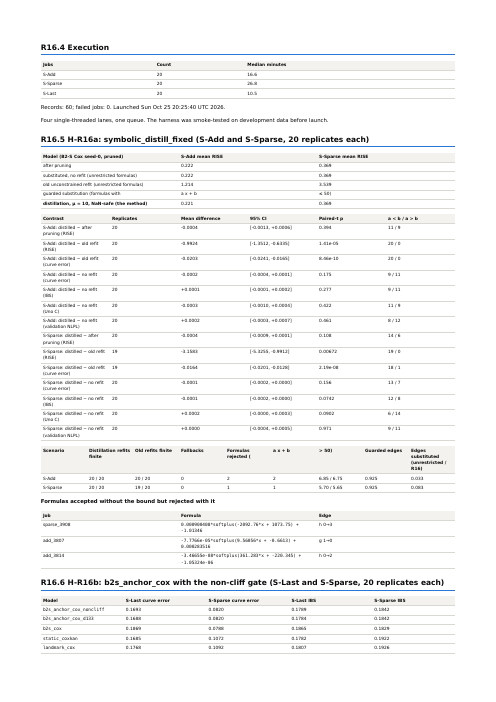 R16.4 Execution
Jobs Count Median minutes
S-Add 20 16.6
S-Sparse 20 26.8
S-Last 20 10.5
Records: 60; failed jobs: 0. Launched Sun Oct 25 20:25:40 UTC 2026.
Four single-threaded lanes, one queue. The harness was smoke-tested on development data before launch.
R16.5 H-R16a: symbolic_distill_fixed (S-Add and S-Sparse, 20 replicates each)
Model (B2-S Cox seed-0, pruned) S-Add mean RISE S-Sparse mean RISE
after pruning 0.222 0.369
substituted, no refit (unrestricted formulas) 0.222 0.369
old unconstrained refit (unrestricted formulas) 1.214 3.539
guarded substitution (formulas with a x + b ≤ 50)
distilled, μ = 10, NaN-safe (the method) 0.221 0.369
Contrast Replicates Mean difference 95% CI Paired-t p a < b / a > b
S-Add: distilled − after pruning (RISE) 20 -0.0004 [-0.0013, +0.0006] 0.394 11 / 9
S-Add: distilled − old refit (RISE) 20 -0.9924 [-1.3512, -0.6335] 1.41e-05 20 / 0
S-Add: distilled − old refit (curve error) 20 -0.0203 [-0.0241, -0.0165] 8.46e-10 20 / 0
S-Add: distilled − no refit (curve error) 20 -0.0002 [-0.0004, +0.0001] 0.175 9 / 11
S-Add: distilled − no refit (IBS) 20 +0.0001 [-0.0001, +0.0002] 0.277 9 / 11
S-Add: distilled − no refit (Uno C) 20 -0.0003 [-0.0010, +0.0004] 0.422 11 / 9
S-Add: distilled − no refit (validation NLPL) 20 +0.0002 [-0.0003, +0.0007] 0.461 8 / 12
S-Sparse: distilled − after pruning (RISE) 20 -0.0004 [-0.0009, +0.0001] 0.108 14 / 6
S-Sparse: distilled − old refit (RISE) 19 -3.1583 [-5.3255, -0.9912] 0.00672 19 / 0
S-Sparse: distilled − old refit (curve error) 19 -0.0164 [-0.0201, -0.0128] 2.19e-08 18 / 1
S-Sparse: distilled − no refit (curve error) 20 -0.0001 [-0.0002, +0.0000] 0.156 13 / 7
S-Sparse: distilled − no refit (IBS) 20 -0.0001 [-0.0002, +0.0000] 0.0742 12 / 8
S-Sparse: distilled − no refit (Uno C) 20 +0.0002 [-0.0000, +0.0003] 0.0902 6 / 14
S-Sparse: distilled − no refit (validation NLPL) 20 +0.0000 [-0.0004, +0.0005] 0.971 9 / 11
Scenario Distillation refits finite Old refits finite Fallbacks Formulas rejected ( a x + b > 50) Guarded edges Edges substituted (unrestricted / R16)
S-Add 20 / 20 20 / 20 0 2 2 6.85 / 6.75 0.925 0.033
S-Sparse 20 / 20 19 / 20 0 1 1 5.70 / 5.65 0.925 0.083
Formulas accepted without the bound but rejected with it
Job Formula Edge
sparse_3908 0.000000000*softplus(-2092.76*x + 1073.75) + -1.01346 h 0→0
add_3807 -7.7766e-05*softplus(9.56056*x + -0.6613) + 0.000283516 g 1→0
add_3814 -3.46655e-08*softplus(361.283*x + -220.345) + -1.05324e-06 h 0→2
R16.6 H-R16b: b2s_anchor_cox with the non-cliff gate (S-Last and S-Sparse, 20 replicates each)
Model S-Last curve error S-Sparse curve error S-Last IBS S-Sparse IBS
b2s_anchor_cox_noncliff 0.1693 0.0820 0.1789 0.1842
b2s_anchor_cox_d133 0.1688 0.0820 0.1784 0.1842
b2s_cox 0.1869 0.0788 0.1865 0.1829
static_coxkan 0.1685 0.1072 0.1782 0.1922
landmark_cox 0.1768 0.1092 0.1807 0.1926